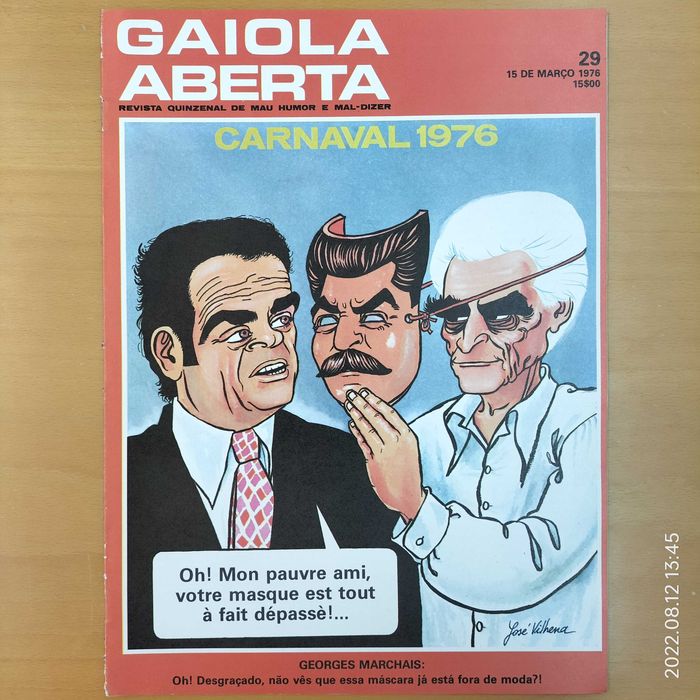 GAIOLA
ABERTA
REVISTA QUINZENAL DE MAU HUMOR E MAL-DIZER
29
15 DE MARÇO 1976
15$00
CARNAVAL 1976
Oh! Mon pauvre ami,
votre masque est tout
à fait dépassè!...
José Vilhena
GEORGES MARCHAIS:
Oh! Desgraçado, não vês que essa máscara já está fora de moda?!
2022.08.12 13:45